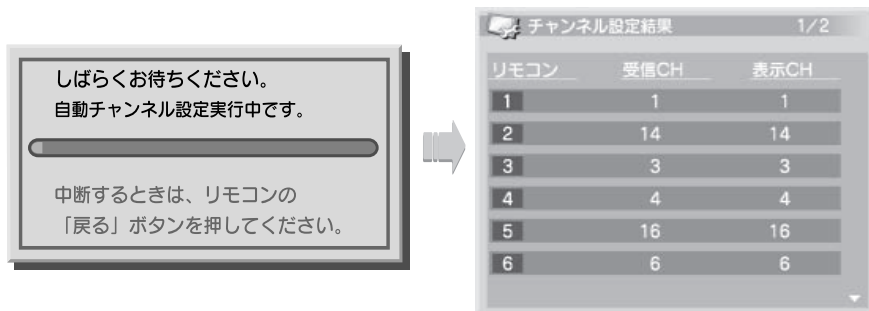 しばらくお待ちください。
自動チャンネル設定実行中です。
中断するときは、リモコンの
「戻る」ボタンを押してください。
チャンネル設定結果 1/2
リモコン 受信CH 表示CH
1 1 1
2 14 14
3 3 3
4 4 4
5 16 16
6 6 6